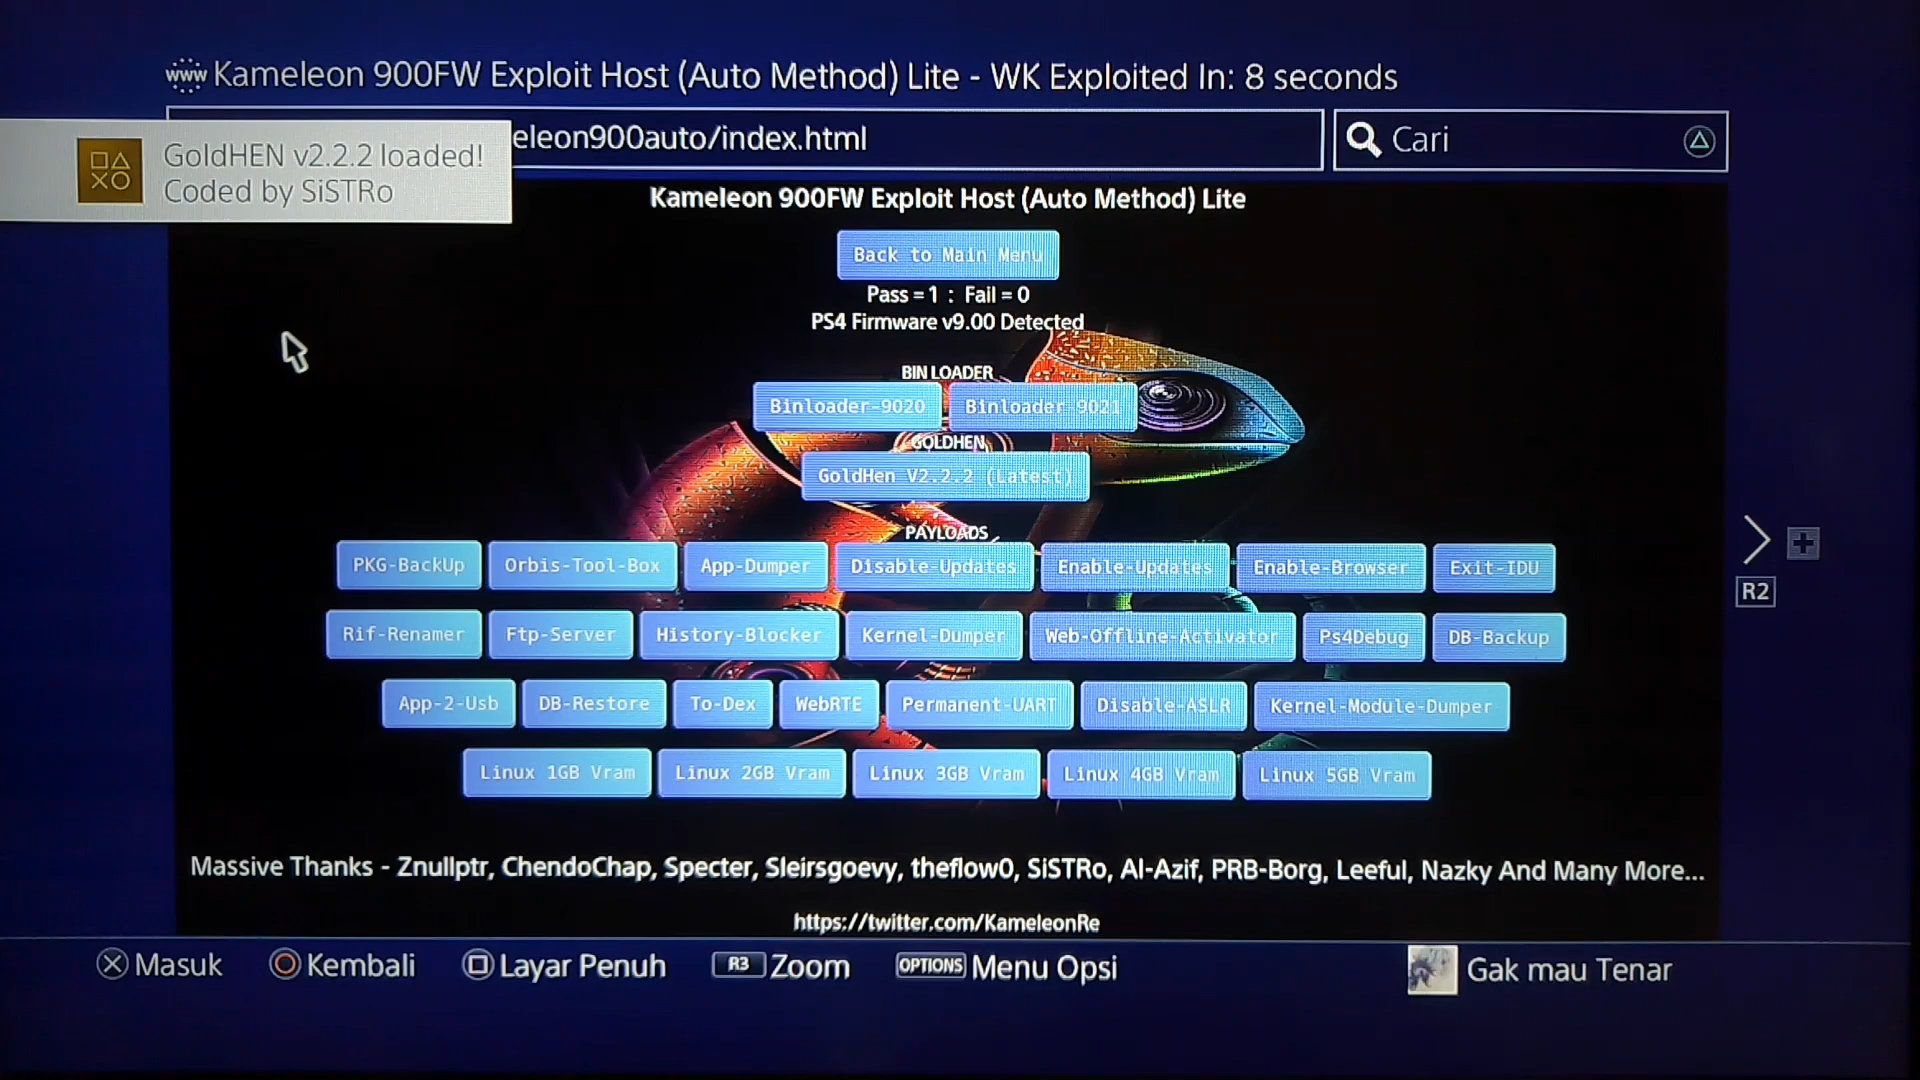 www Kameleon 900FW Exploit Host (Auto Method) Lite - WK Exploited In: 8 seconds
eleon900auto/index.html
Cari
GoldHEN v2.2.2 loaded!
Coded by SiSTRo
Kameleon 900FW Exploit Host (Auto Method) Lite
Back to Main Menu
Pass = 1 : Fail = 0
PS4 Firmware v9.00 Detected
BIN LOADER
Binloader-9020 Binloader-9021
GOLDHEN
GoldHen V2.2.2 (Latest)
PAYLOADS
PKG-BackUp Orbis-Tool-Box App-Dumper Disable-Updates Enable-Updates Enable-Browser Exit-IDU
Rif-Renamer Ftp-Server History-Blocker Kernel-Dumper Web-Offline-Activator Ps4Debug DB-Backup
App-2-Usb DB-Restore To-Dex WebRTE Permanent-UART Disable-ASLR Kernel-Module-Dumper
Linux 1GB Vram Linux 2GB Vram Linux 3GB Vram Linux 4GB Vram Linux 5GB Vram
R2
Massive Thanks - Znullptr, ChendoChap, Specter, Sleirsgoevy, theflow0, SiSTRo, Al-Azif, PRB-Borg, Leeful, Nazky And Many More...
https://twitter.com/KameleonRe
Masuk Kembali Layar Penuh R3 Zoom OPTIONS Menu Opsi Gak mau Tenar